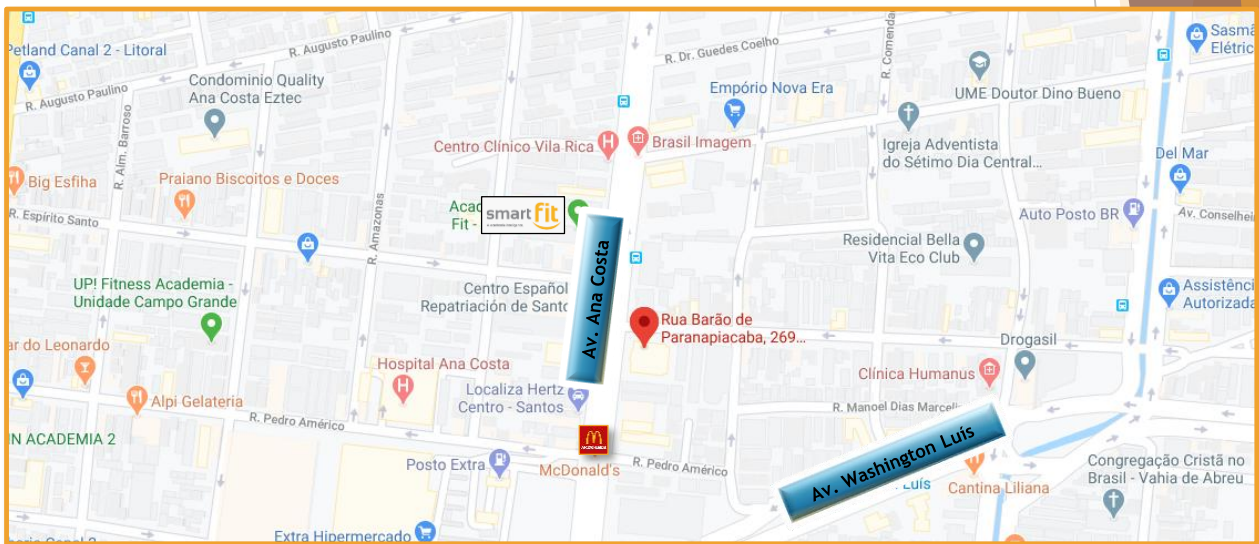 Petland Canal 2 - Litoral
R. Augusto Paulino
R. Augusto Paulino
Condominio Quality
Ana Costa Eztec
R. Alm. Barroso
R. Dr. Guedes Coelho
R. Comenda
Sasma
Elétric
Empório Nova Era
UME Doutor Dino Bueno
Centro Clínico Vila Rica
Brasil Imagem
Igreja Adventista
do Sétimo Dia Central...
Del Mar
Big Esfiha
Praiano Biscoitos e Doces
R. Espírito Santo
R. Amazonas
Acad
Fit -
smart fit
Auto Posto BR
Av. Conselhei
Residencial Bella
Vita Eco Club
Av. Ana Costa
UP! Fitness Academia -
Unidade Campo Grande
Centro Español
Repatriación de Santo
Assistênci
Autorizada
Rua Barão de
Paranapiacaba, 269...
Drogasil
ar do Leonardo
Hospital Ana Costa
Clínica Humanus
Alpi Gelateria
Localiza Hertz
Centro - Santos
R. Pedro Américo
R. Manoel Dias Marceli
N ACADEMIA 2
Av. Washington Luís
Posto Extra
McDonald's
R. Pedro Américo
Luís
Cantina Liliana
Congregação Cristã no
Brasil - Vahia de Abreu
Extra Hipermercado